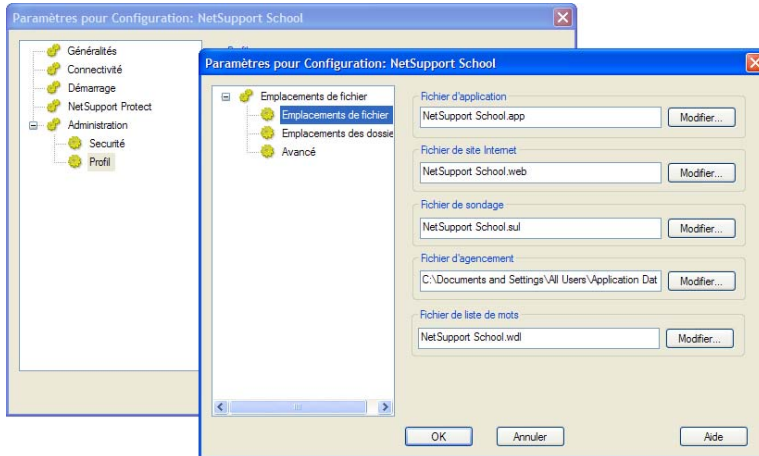 Paramètres pour Configuration: NetSupport School
Généralités
Connectivité
Démarrage
NetSupport Protect
Administration
Securité
Profil
Paramètres pour Configuration: NetSupport School
Emplacements de fichier
Emplacements de fichier
Emplacements des dossie
Avancé
Fichier d'application
NetSupport School.app
Modifier...
Fichier de site Internet
NetSupport School.web
Modifier...
Fichier de sondage
NetSupport School.sul
Modifier...
Fichier d'agencement
C:\Documents and Settings\All Users\Application Dat
Modifier...
Fichier de liste de mots
NetSupport School.wdl
Modifier...
OK
Annuler
Aide